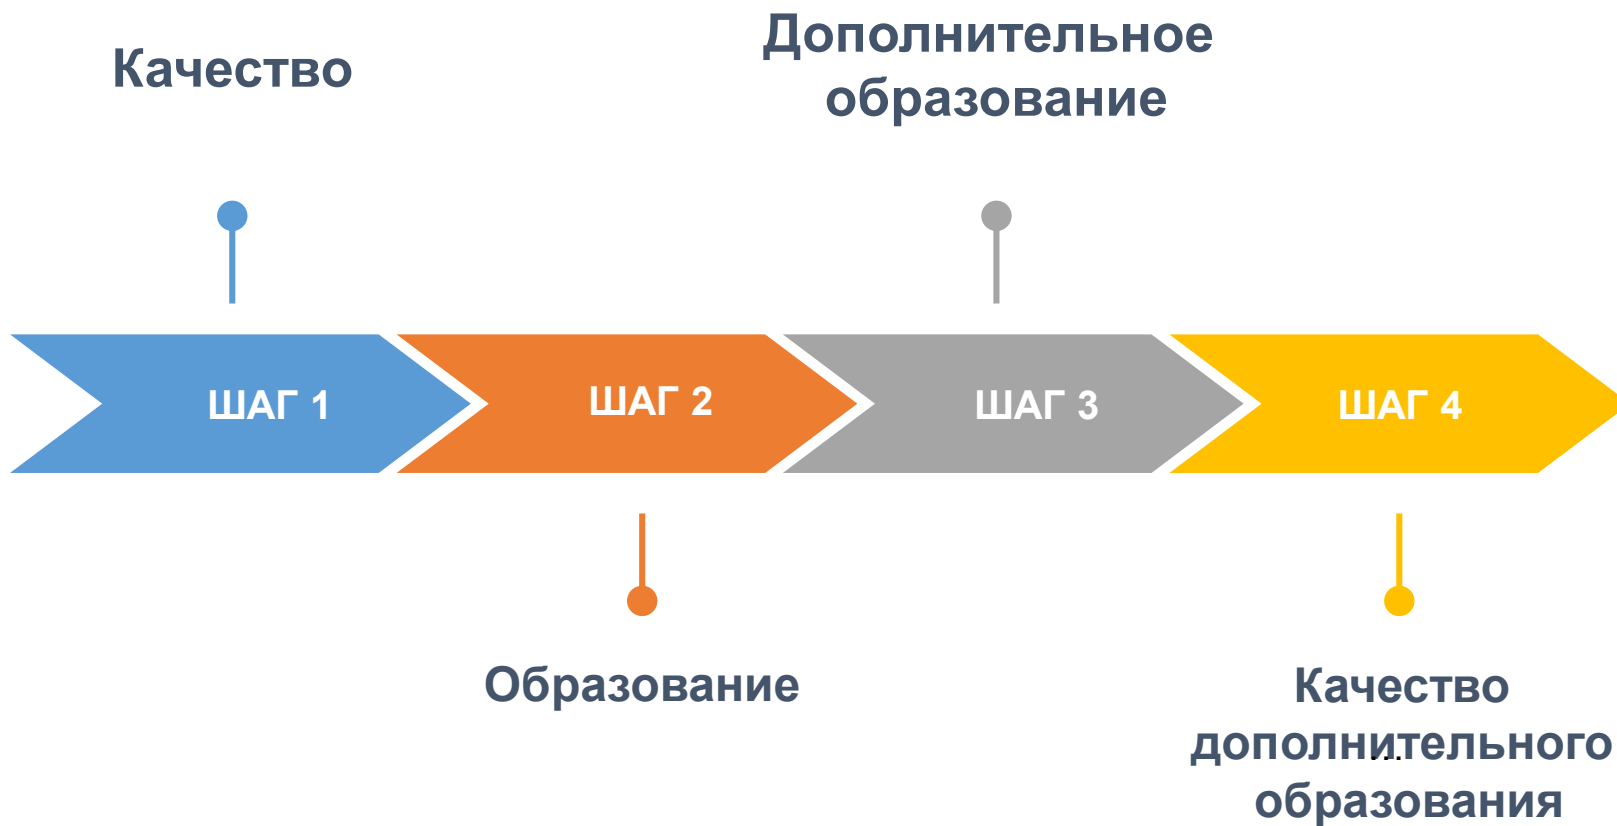 Качество
Дополнительное
образование
ШАГ 1
ШАГ 2
ШАГ 3
ШАГ 4
Образование
Качество
дополнительного
...
образования